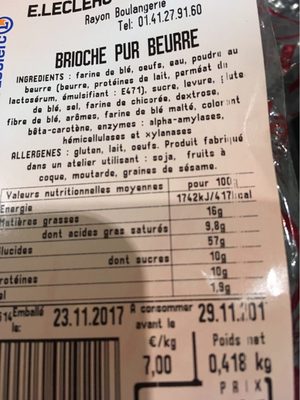 E.LECLERC
Rayon Boulangerie
Tel: 01.41.27.91.60
BRIOCHE PUR BEURRE
INGREDIENTS : farine de blé, oeufs, eau, poudre au
beurre (beurre, protéines de lait, perméat du
lactosérum, émulsifiant : E471), sucre, levure, glute
de blé, sel, farine de chicorée, dextrose,
fibre de blé, arômes, farine de blé malté, colorant
bêta-carotène, enzymes : alpha-amylases,
hémicellulases et xylanases
ALLERGENES : gluten, lait, oeufs. Produit fabriqué
dans un atelier utilisant : soja, fruits à
coque, moutarde, graines de sésame.
Valeurs nutritionnelles moyennes pour 100g
Energie 1742kJ/417kcal
Matières grasses 16g
dont acides gras saturés 9,8g
Glucides 57g
dont sucres 10g
Protéines 10g
Sel 1,9g
Emballé 23.11.2017 A consommer 29.11.201
avant le
€/kg Poids net
7,00 0,418 kg
PRIX